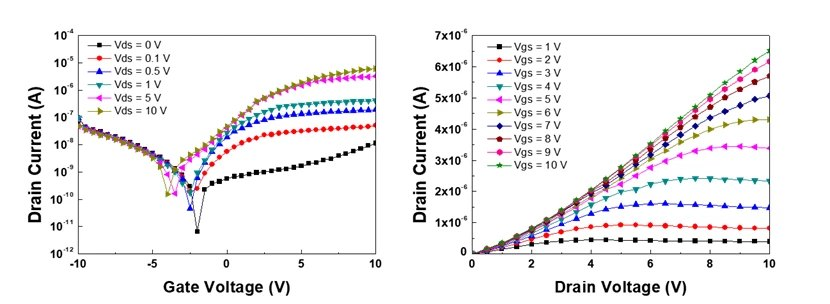 10⁻⁴
10⁻⁵
10⁻⁶
10⁻⁷
10⁻⁸
10⁻⁹
10⁻¹⁰
10⁻¹¹
10⁻¹²
Drain Current (A)
Vds = 0 V
Vds = 0.1 V
Vds = 0.5 V
Vds = 1 V
Vds = 5 V
Vds = 10 V
-10
-5
0
5
10
Gate Voltage (V)
7x10⁻⁶
6x10⁻⁶
5x10⁻⁶
4x10⁻⁶
3x10⁻⁶
2x10⁻⁶
1x10⁻⁶
0
Drain Current (A)
Vgs = 1 V
Vgs = 2 V
Vgs = 3 V
Vgs = 4 V
Vgs = 5 V
Vgs = 6 V
Vgs = 7 V
Vgs = 8 V
Vgs = 9 V
Vgs = 10 V
0
2
4
6
8
10
Drain Voltage (V)